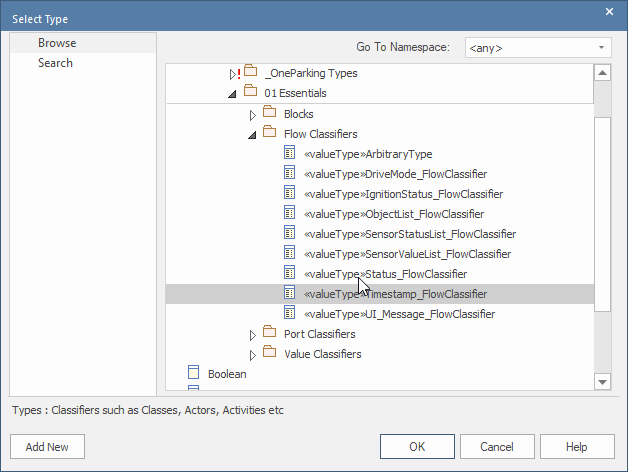 Select Type
Browse
Search
Go To Namespace: <any>
_OneParking Types
01 Essentials
Blocks
Flow Classifiers
«valueType»ArbitraryType
«valueType»DriveMode_FlowClassifier
«valueType»IgnitionStatus_FlowClassifier
«valueType»ObjectList_FlowClassifier
«valueType»SensorStatusList_FlowClassifier
«valueType»SensorValueList_FlowClassifier
«valueType»Status_FlowClassifier
«valueType»Timestamp_FlowClassifier
«valueType»UI_Message_FlowClassifier
Port Classifiers
Value Classifiers
Boolean
Types : Classifiers such as Classes, Actors, Activities etc
Add New OK Cancel Help